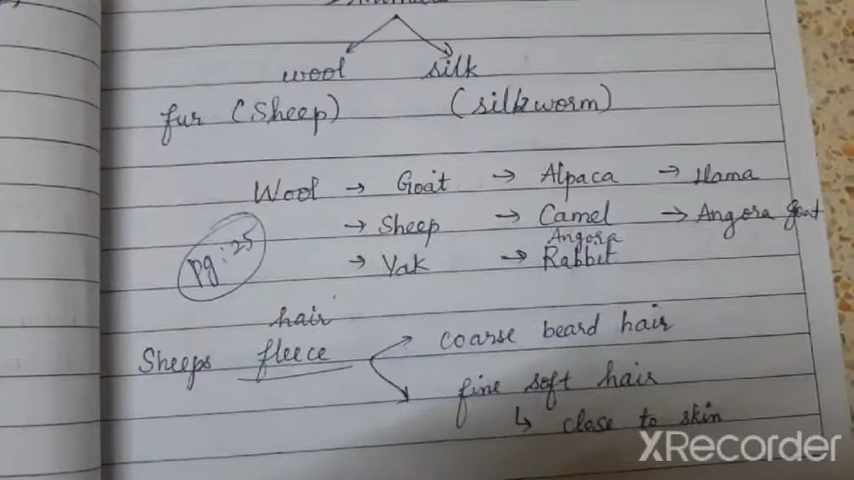 wool silk
fur (Sheep) (silkworm)
Wool → Goat → Alpaca → llama
→ Sheep → Camel → Angora goat
Pg: 25 → Yak → Angora Rabbit
hair
Sheeps fleece coarse beard hair
fine soft hair
↳ close to skin
XRecorder